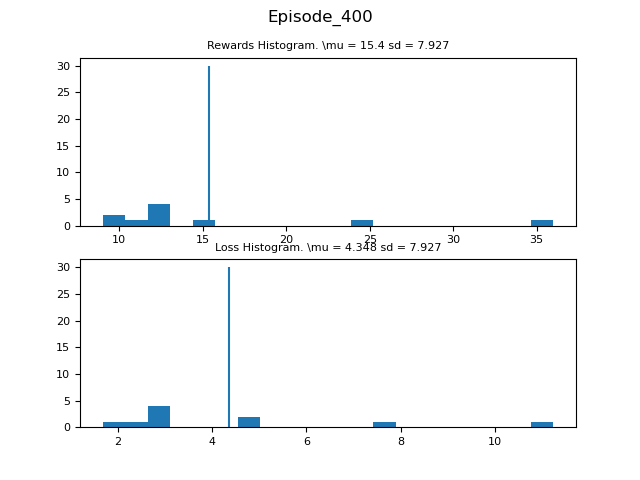 Episode_400
Rewards Histogram. \mu = 15.4 sd = 7.927
30
25
20
15
10
5
0
10 15 20 25 30 35
Loss Histogram. \mu = 4.348 sd = 7.927
30
25
20
15
10
5
0
2 4 6 8 10